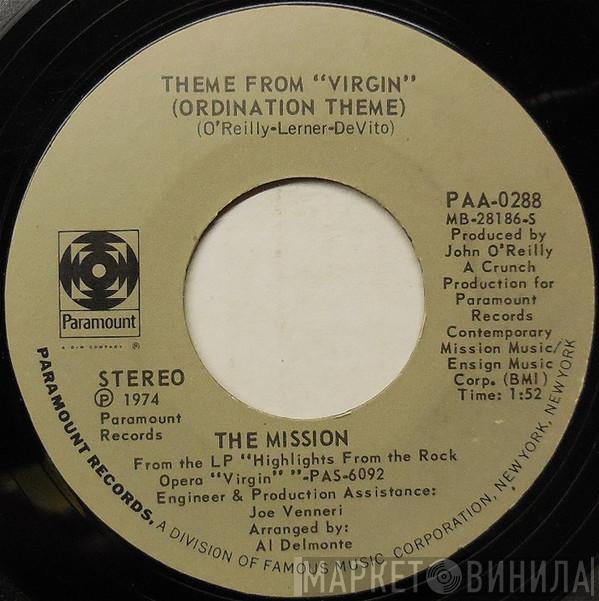 THEME FROM “VIRGIN”
(ORDINATION THEME)
(O'Reilly-Lerner-DeVito)
PAA-0288
MB-28186-S
Produced by
John O'Reilly
A Crunch
Production for
Paramount
Records
Contemporary
Mission Music/
Ensign Music
Corp. (BMI)
Time: 1:52
Paramount
A G+W COMPANY ®
STEREO
Ⓟ 1974
Paramount
Records
THE MISSION
From the LP "Highlights From the Rock
Opera "Virgin" "-PAS-6092
Engineer & Production Assistance:
Joe Venneri
Arranged by:
Al Delmonte
PARAMOUNT RECORDS, A DIVISION OF FAMOUS MUSIC CORPORATION, NEW YORK, NEW YORK
МАРКЕТ ВИНИЛА